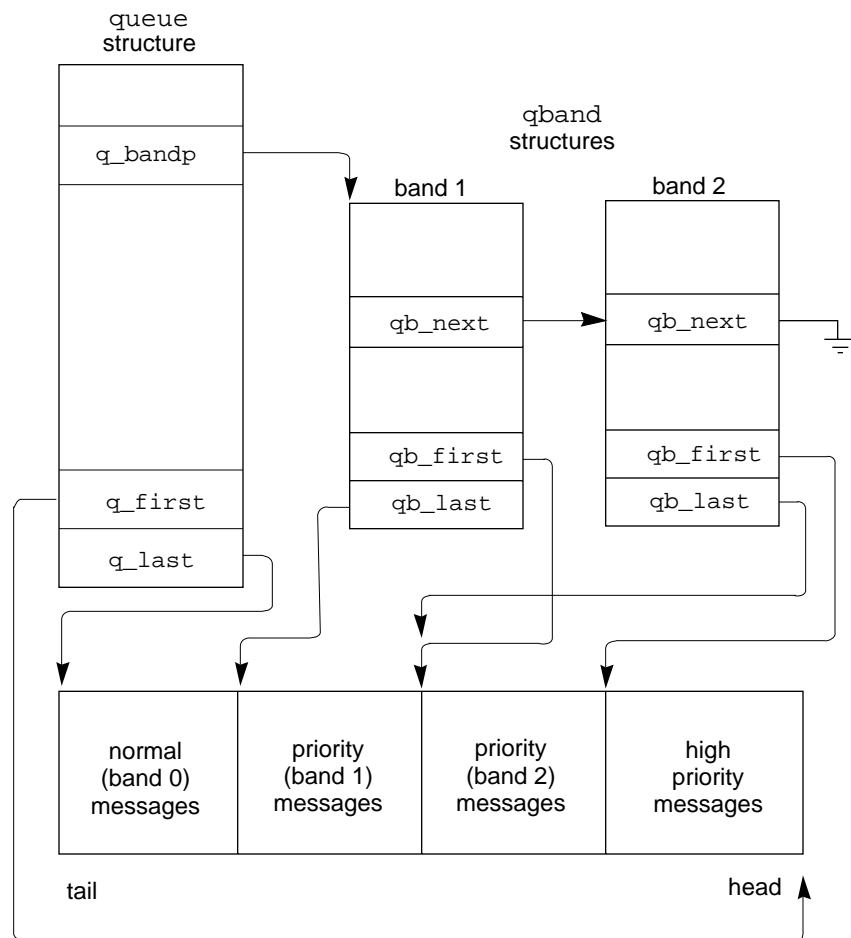 queue
structure
q_bandp
q_first
q_last
qband
structures
band 1
qb_next
qb_first
qb_last
band 2
qb_next
qb_first
qb_last
normal
(band 0)
messages
priority
(band 1)
messages
priority
(band 2)
messages
high
priority
messages
tail
head